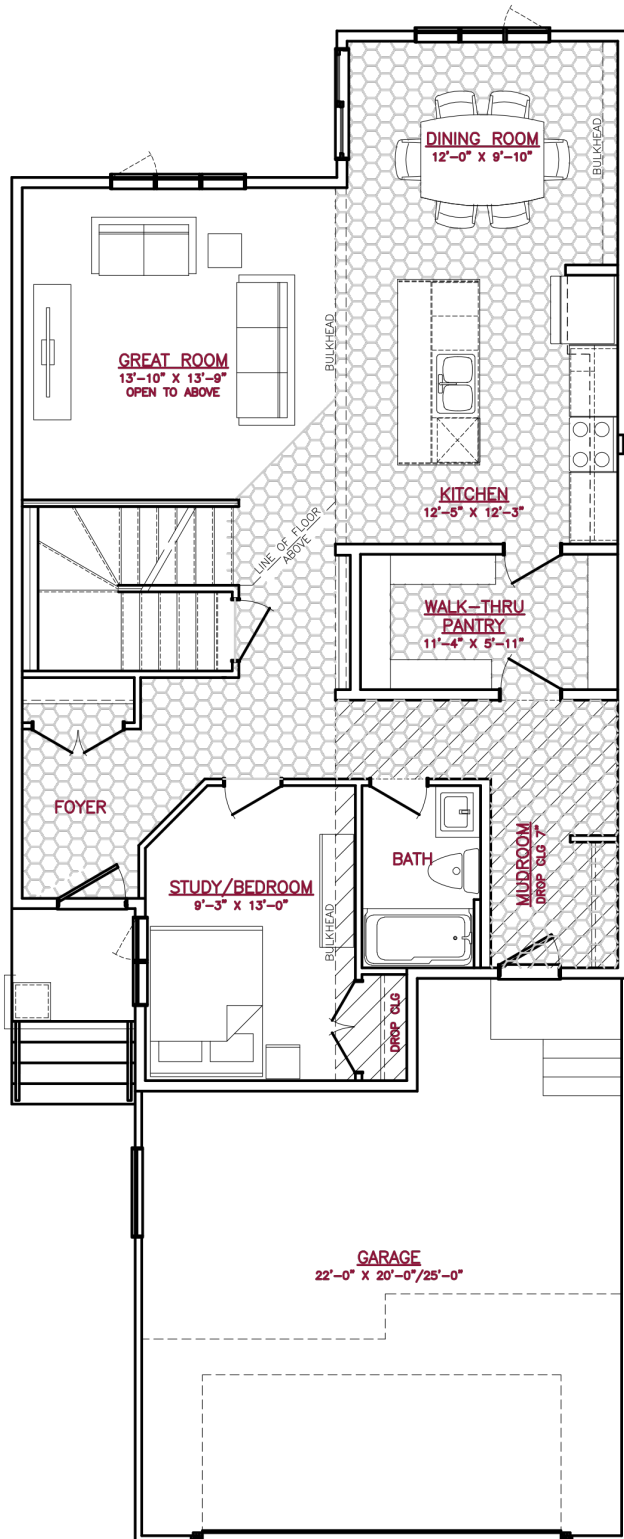 DINING ROOM
12'-0" X 9'-10"
BULKHEAD
BULKHEAD
GREAT ROOM
13'-10" X 13'-9"
OPEN TO ABOVE
KITCHEN
12'-5" X 12'-3"
LINE OF FLOOR
ABOVE
WALK-THRU
PANTRY
11'-4" X 5'-11"
FOYER
STUDY/BEDROOM
9'-3" X 13'-0"
BULKHEAD
BATH
MUDROOM
DROP CLG 7"
DROP CLG
GARAGE
22'-0" X 20'-0"/25'-0"